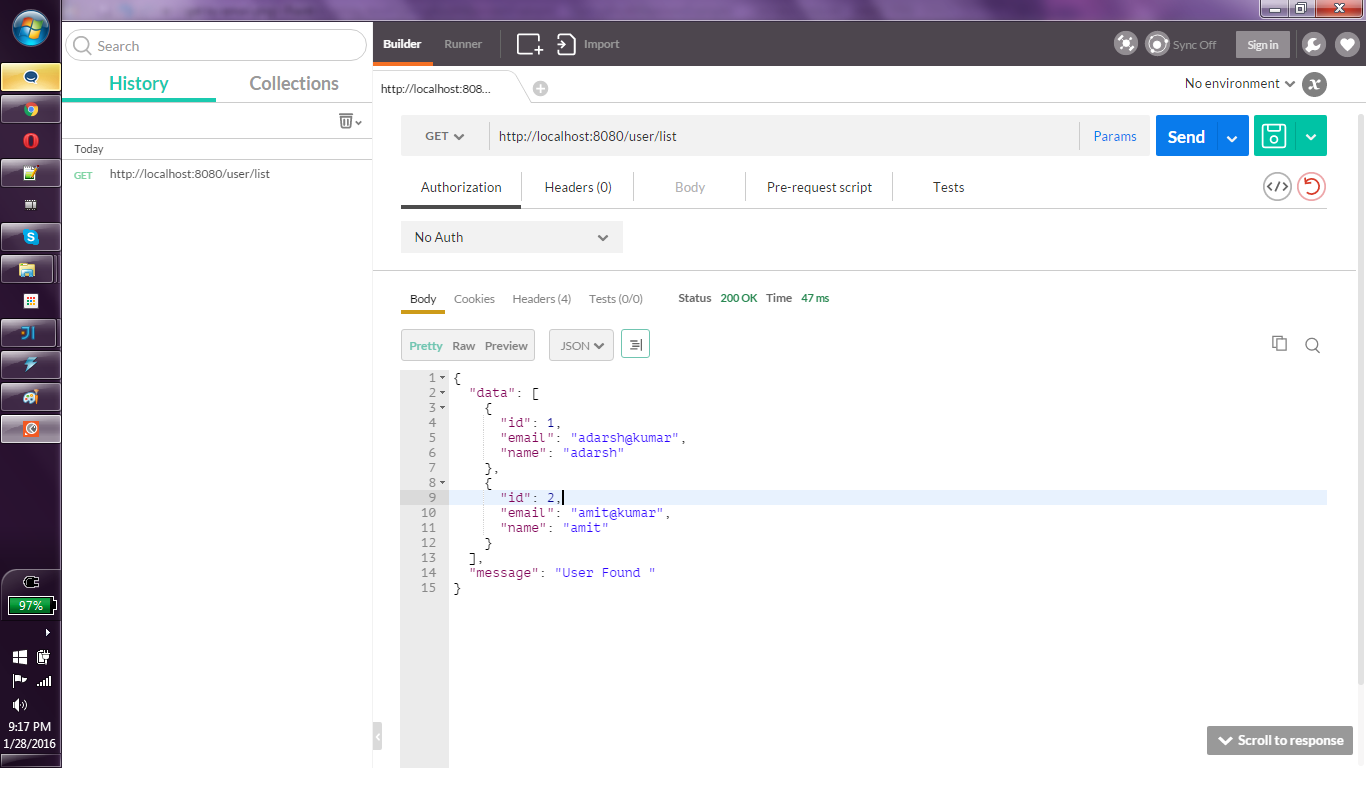 Search
History
Collections
Today
GET http://localhost:8080/user/list
97%
9:17 PM
1/28/2016
Builder
Runner
Import
Sync Off
Sign in
http://localhost:808...
No environment
GET
http://localhost:8080/user/list
Params
Send
Authorization
Headers (0)
Body
Pre-request script
Tests
No Auth
Body
Cookies
Headers (4)
Tests (0/0)
Status 200 OK Time 47 ms
Pretty
Raw
Preview
JSON
1 {
2 "data": [
3 {
4 "id": 1,
5 "email": "adarsh@kumar",
6 "name": "adarsh"
7 },
8 {
9 "id": 2,
10 "email": "amit@kumar",
11 "name": "amit"
12 }
13 ],
14 "message": "User Found "
15 }
Scroll to response